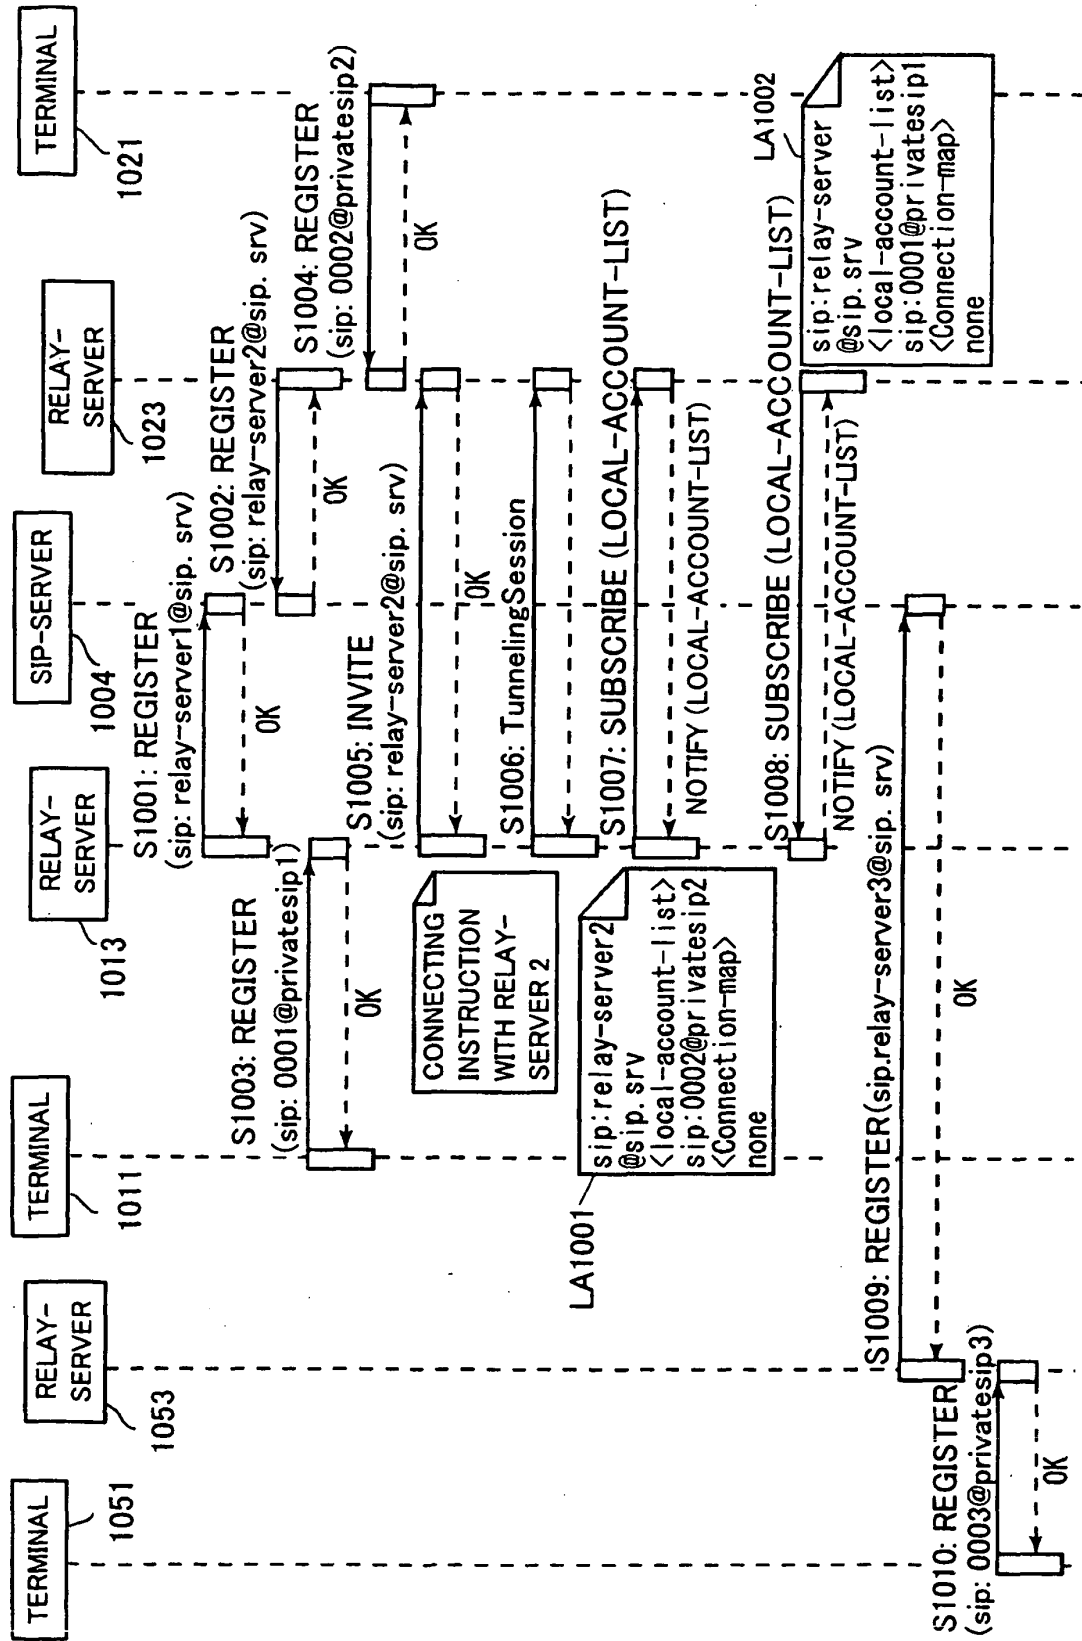 TERMINAL
1051
RELAY-
SERVER
1053
TERMINAL
1011
RELAY-
SERVER
1013
SIP-SERVER
1004
RELAY-
SERVER
1023
TERMINAL
1021
S1001: REGISTER
(sip: relay-server1@sip. srv)
OK
S1002: REGISTER
(sip: relay-server2@sip. srv)
OK
S1003: REGISTER
(sip: 0001@privatesip1)
OK
S1004: REGISTER
(sip: 0002@privatesip2)
OK
CONNECTING
INSTRUCTION
WITH RELAY-
SERVER 2
S1005: INVITE
(sip: relay-server2@sip. srv)
OK
S1006: TunnelingSession
LA1001
sip:relay-server2
@sip.srv
<local-account-list>
sip:0002@privatesip2
<Connection-map>
none
S1007: SUBSCRIBE (LOCAL-ACCOUNT-LIST)
NOTIFY (LOCAL-ACCOUNT-LIST)
S1008: SUBSCRIBE (LOCAL-ACCOUNT-LIST)
NOTIFY (LOCAL-ACCOUNT-LIST)
LA1002
sip:relay-server
@sip.srv
<local-account-list>
sip:0001@privatesip1
<Connection-map>
none
S1009: REGISTER(sip.relay-server3@sip. srv)
OK
S1010: REGISTER
(sip: 0003@privatesip3)
OK